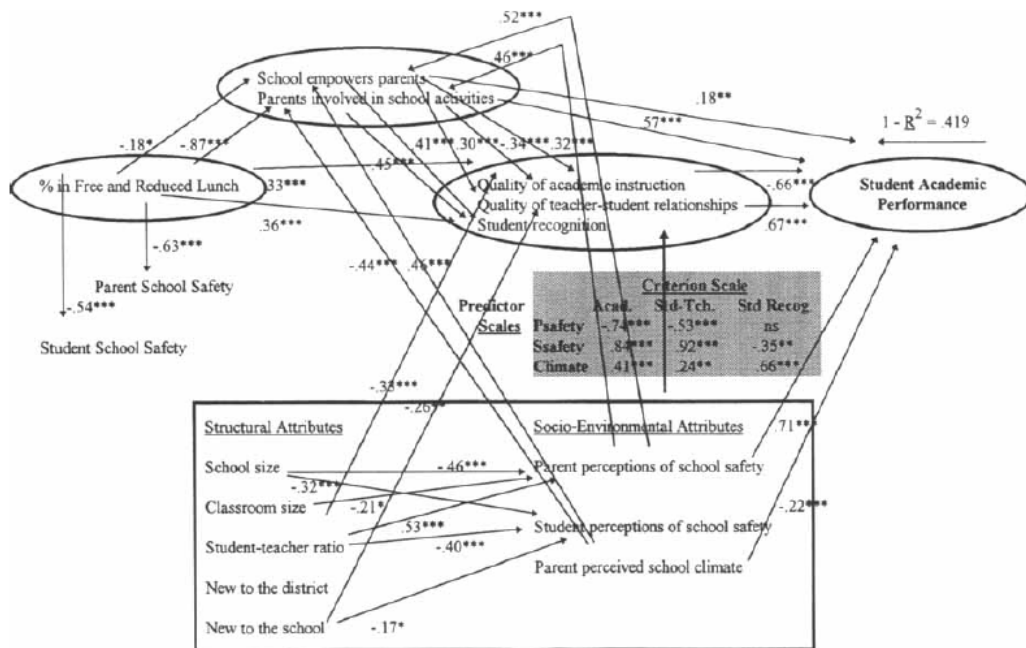 .52***
.46***
School empowers parents
Parents involved in school activities
.18**
.57***
1 - R² = .419
-.18*
-.87***
.41***
.30***
-.34***
.32***
.45***
% in Free and Reduced Lunch
.33***
.36***
Quality of academic instruction
Quality of teacher-student relationships
Student recognition
-.66***
.67***
Student Academic
Performance
-.63***
Parent School Safety
-.54***
Student School Safety
-.44***
.46***
Criterion Scale
Predictor Acad. Std-Tch. Std Recog
Scales Psafety -.74*** -.53*** ns
Ssafety .84*** .92*** -.35**
Climate .41*** .24** .66***
-.33***
-.26**
Structural Attributes
Socio-Environmental Attributes
.71***
School size
-.46***
Parent perceptions of school safety
-.32***
Classroom size
-.21*
-.22***
.53***
Student perceptions of school safety
Student-teacher ratio
-.40***
Parent perceived school climate
New to the district
New to the school
-.17*